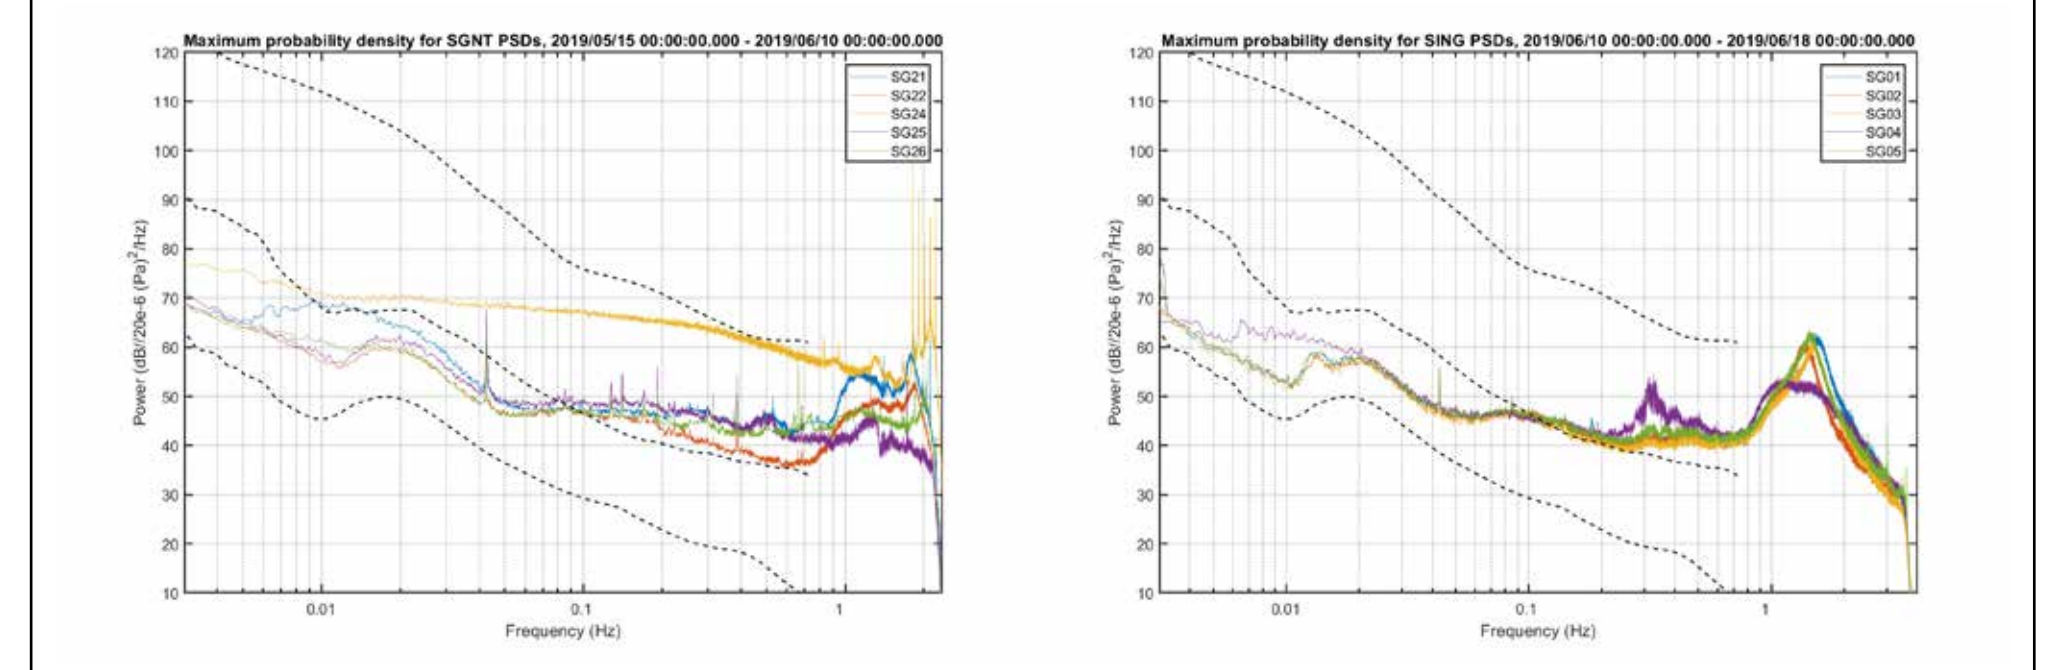 Maximum probability density for SGNT PSDs, 2019/05/15 00:00:00.000 - 2019/06/10 00:00:00.000
120
110
100
90
80
70
60
50
40
30
20
10
Power (dB//20e-6 (Pa)^2/Hz)
SG21
SG22
SG24
SG25
SG26
0.01
0.1
1
Frequency (Hz)
Maximum probability density for SING PSDs, 2019/06/10 00:00:00.000 - 2019/06/18 00:00:00.000
120
110
100
90
80
70
60
50
40
30
20
10
Power (dB//20e-6 (Pa)^2/Hz)
SG01
SG02
SG03
SG04
SG05
0.01
0.1
1
Frequency (Hz)